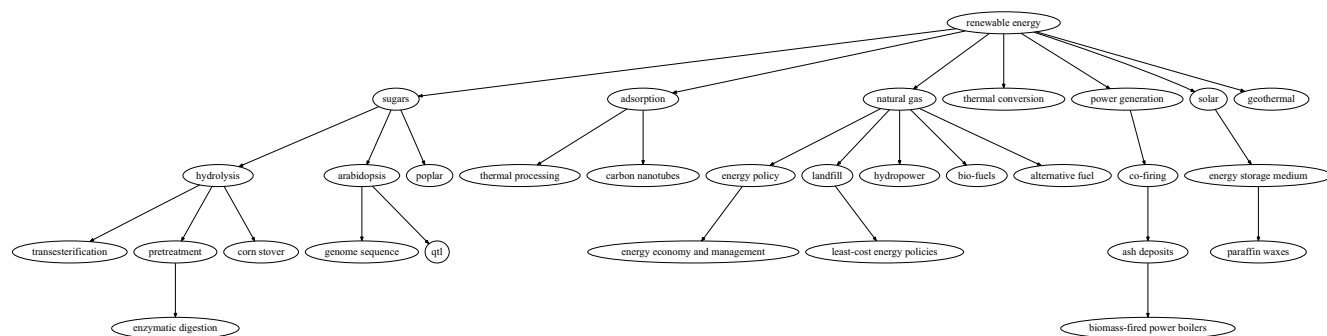 renewable energy
sugars
adsorption
natural gas
thermal conversion
power generation
solar
geothermal
hydrolysis
arabidopsis
poplar
thermal processing
carbon nanotubes
energy policy
landfill
hydropower
bio-fuels
alternative fuel
co-firing
energy storage medium
transesterification
pretreatment
corn stover
genome sequence
qtl
energy economy and management
least-cost energy policies
ash deposits
paraffin waxes
enzymatic digestion
biomass-fired power boilers